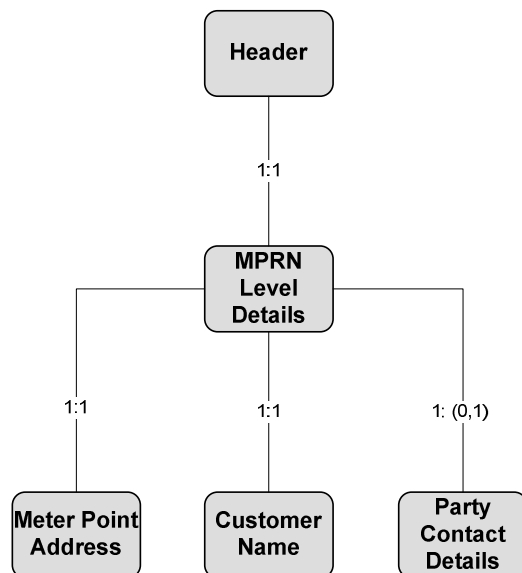 Header
1:1
MPRN
Level
Details
1:1
1:1
1: (0,1)
Meter Point
Address
Customer
Name
Party
Contact
Details